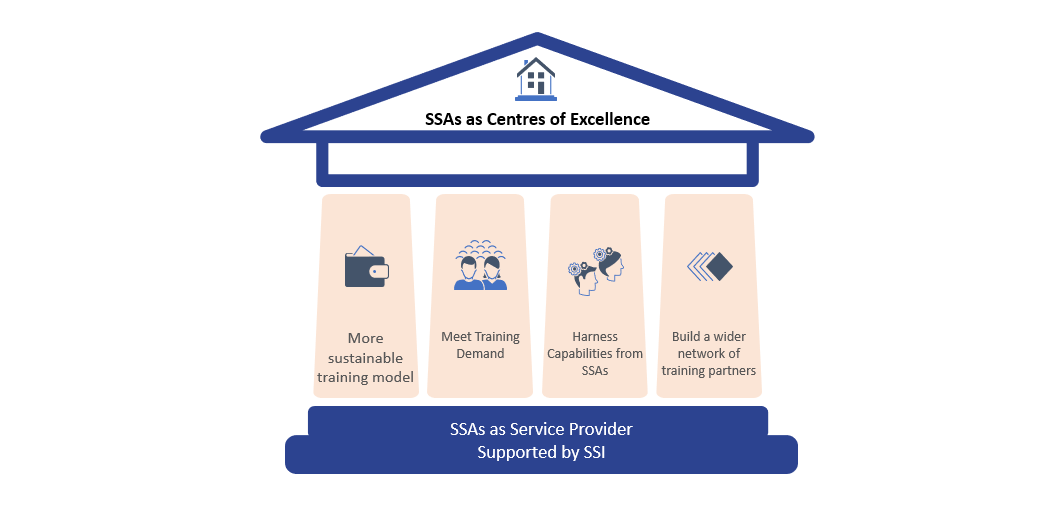 SSAs as Centres of Excellence
More
sustainable
training model
Meet Training
Demand
Harness
Capabilities from
SSAs
Build a wider
network of
training partners
SSAs as Service Provider
Supported by SSI